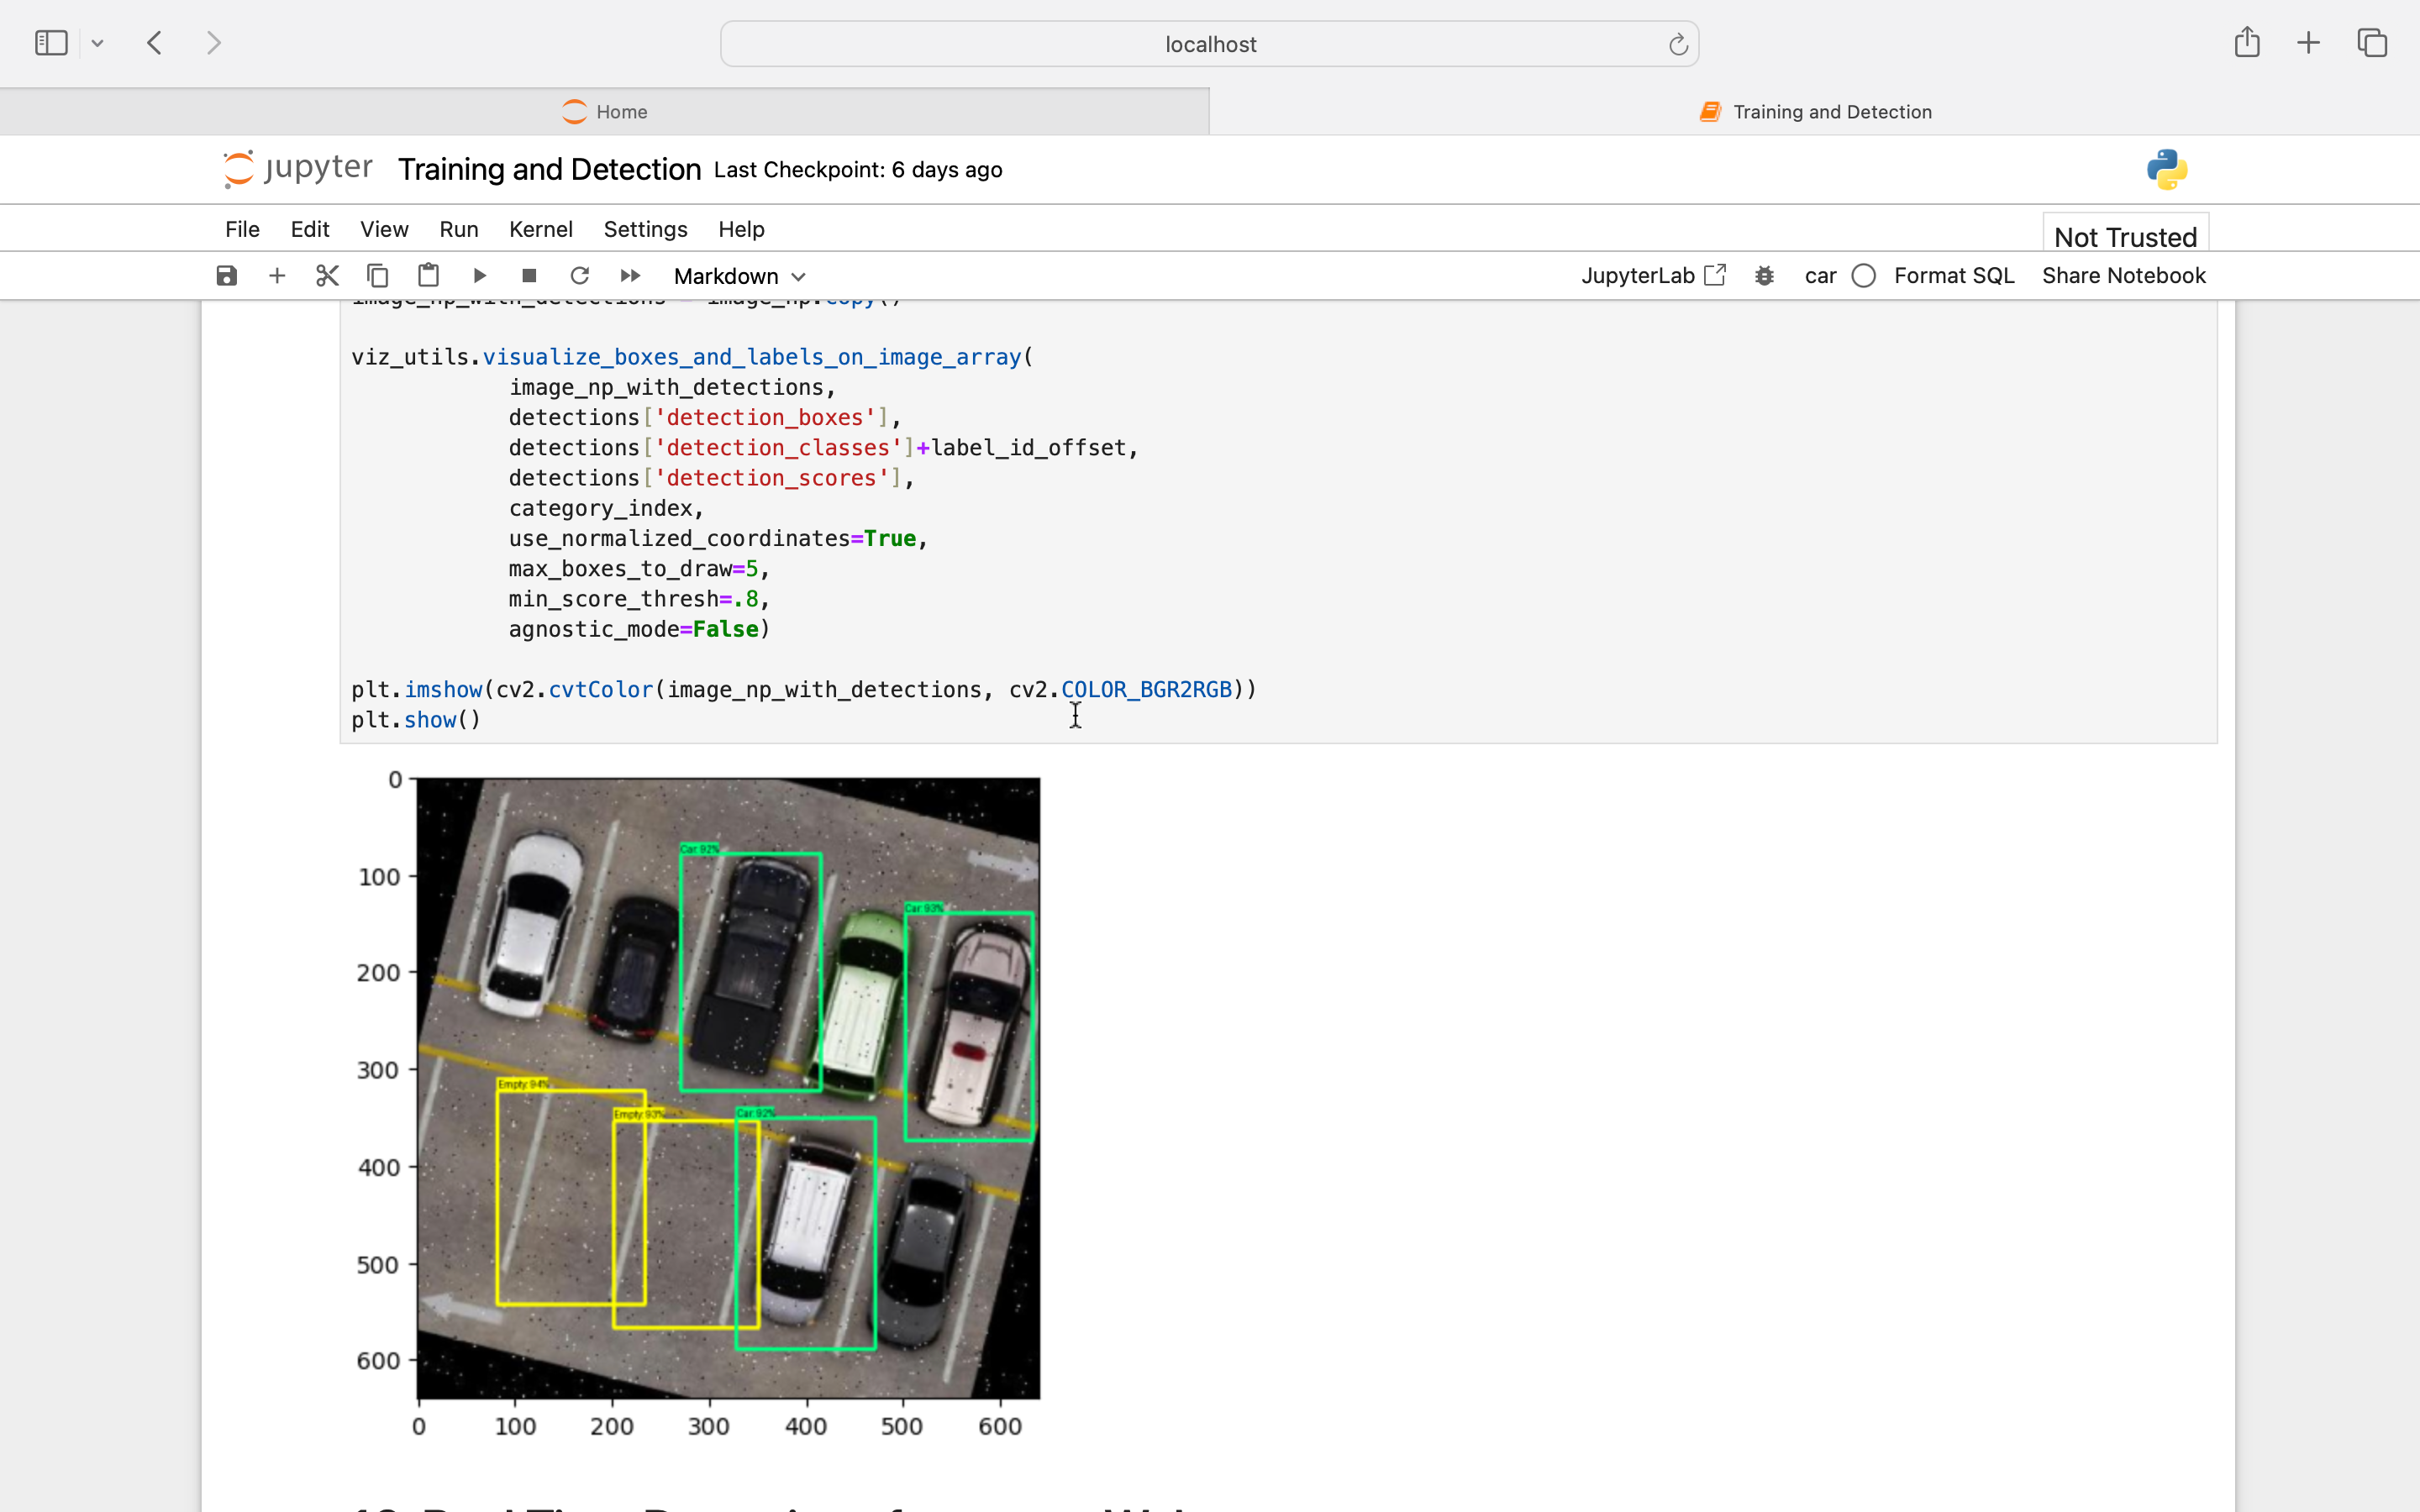 localhost
Home
Training and Detection
jupyter Training and Detection Last Checkpoint: 6 days ago
File Edit View Run Kernel Settings Help
Not Trusted
Markdown
JupyterLab car Format SQL Share Notebook
image_np_with_detections = image_np.copy()
viz_utils.visualize_boxes_and_labels_on_image_array(
image_np_with_detections,
detections['detection_boxes'],
detections['detection_classes']+label_id_offset,
detections['detection_scores'],
category_index,
use_normalized_coordinates=True,
max_boxes_to_draw=5,
min_score_thresh=.8,
agnostic_mode=False)
plt.imshow(cv2.cvtColor(image_np_with_detections, cv2.COLOR_BGR2RGB))
plt.show()
0
100
200
300
400
500
600
Car: 92%
Car: 93%
Empty: 94%
Empty: 93%
Car: 92%
0 100 200 300 400 500 600